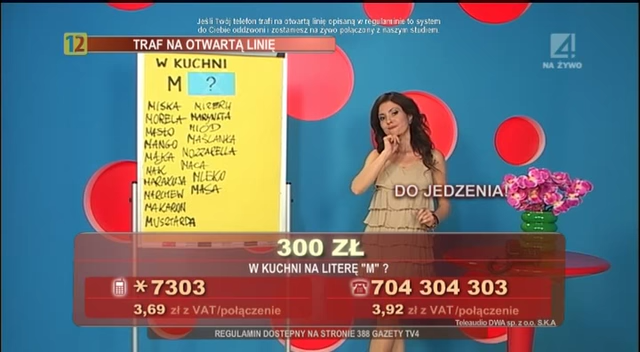 Jeśli Twój telefon trafi na otwartą linię opisaną w regulaminie to system
do Ciebie oddzwoni i zostaniesz na żywo połączony z naszym studiem.
12
TRAF NA OTWARTĄ LINIĘ
4!
NA ŻYWO
W KUCHNI
M ?
MISKA
MORELA
MASŁO
MANGO
MĄKA
MAK
MARAKUJA
MARCHEW
MAKARON
MUSZTARDA
MARYNATA
MIÓD
MAŚLANKA
MOZZARELLA
MACA
MLEKO
MASA
DO JEDZENIA!
300 ZŁ
W KUCHNI NA LITERĘ "M" ?
*7303
704 304 303
3,69 zł z VAT/połączenie
3,92 zł z VAT/połączenie
Teleaudio DWA sp. z o.o. S.K.A
REGULAMIN DOSTĘPNY NA STRONIE 388 GAZETY TV4